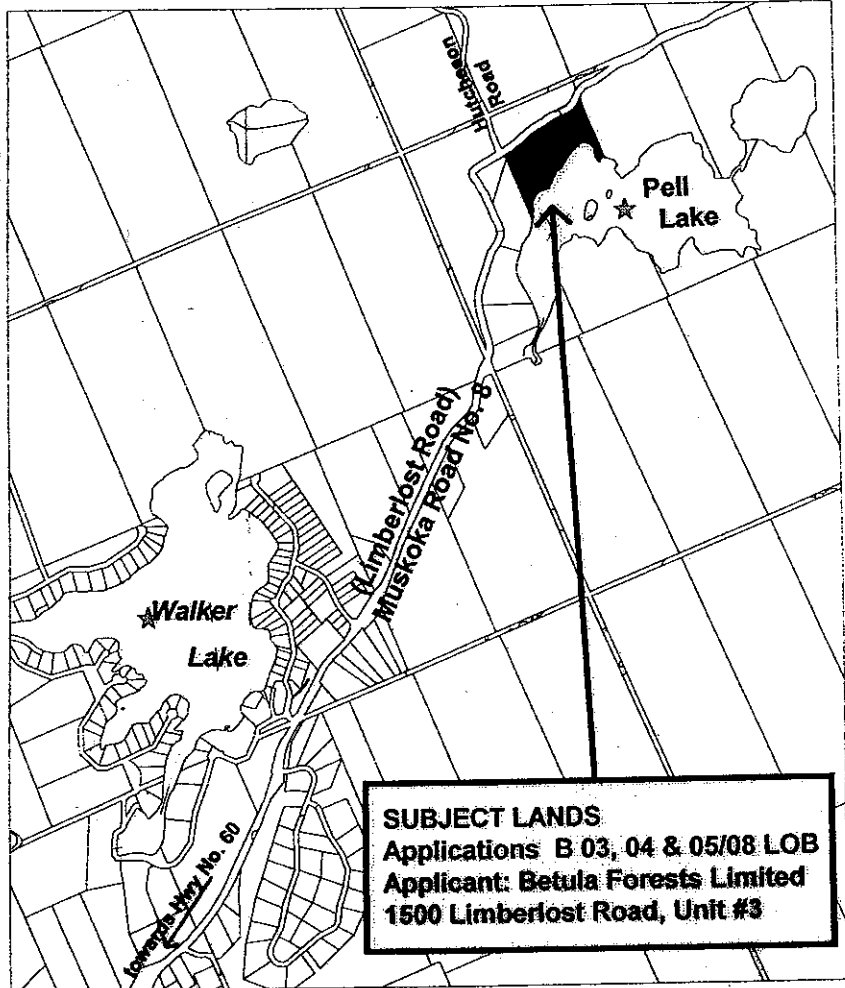 Hutcheson
Road
Pell
Lake
(Limberlost Road)
Muskoka Road No. 8
Walker
Lake
towards Hwy No. 60
SUBJECT LANDS
Applications B 03, 04 & 05/08 LOB
Applicant: Betula Forests Limited
1500 Limberlost Road, Unit #3